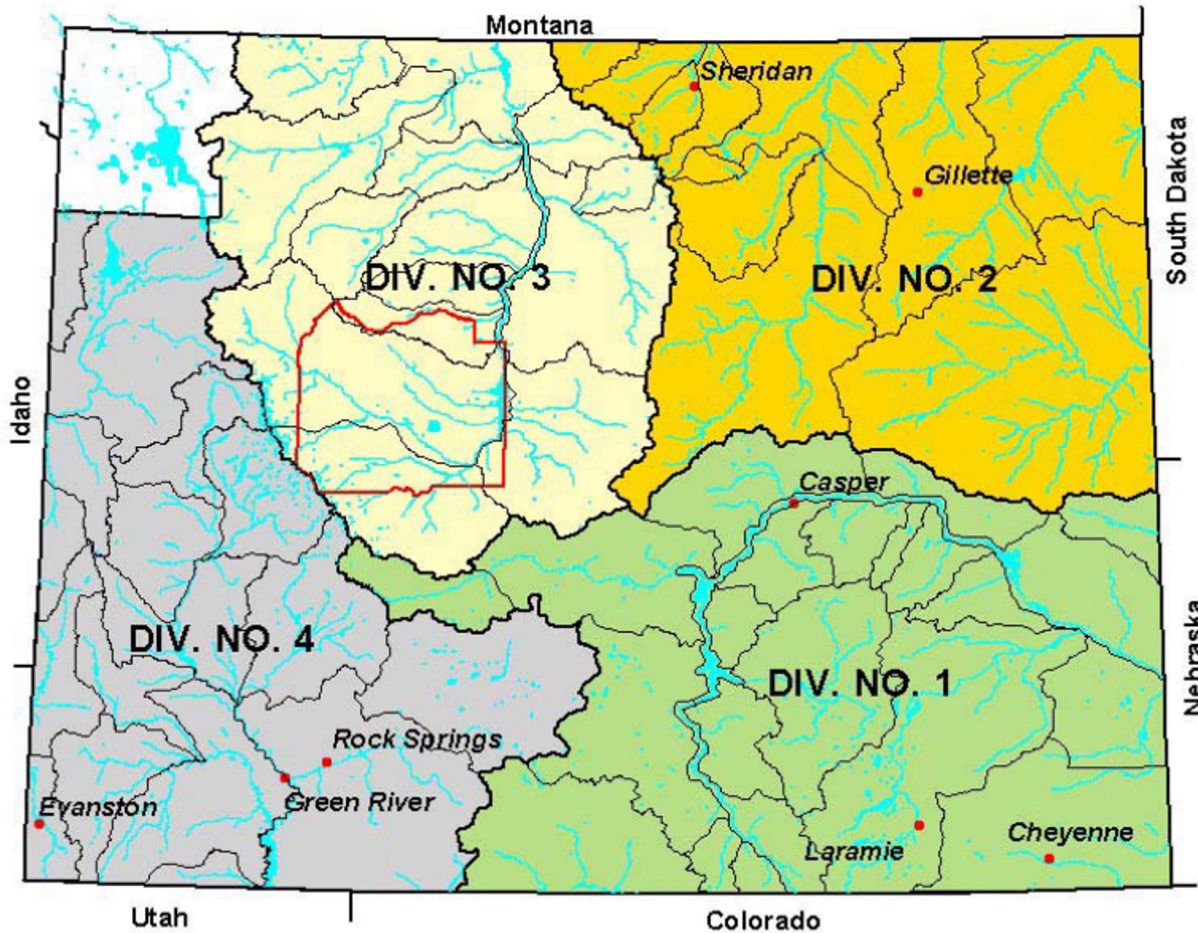 Montana
Sheridan
Gillette
South Dakota
DIV. NO. 3
DIV. NO. 2
Idaho
Casper
DIV. NO. 4
DIV. NO. 1
Nebraska
Rock Springs
Green River
Evanston
Laramie
Cheyenne
Utah
Colorado